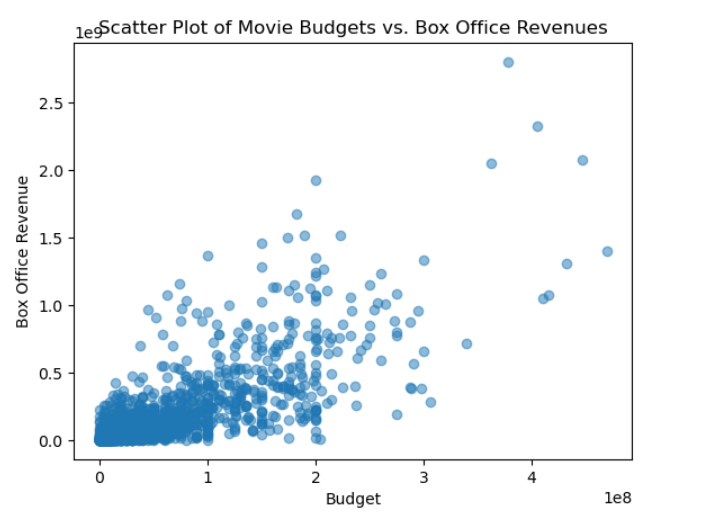 Scatter Plot of Movie Budgets vs. Box Office Revenues
1e9
2.5
2.0
1.5
1.0
0.5
0.0
Box Office Revenue
0 1 2 3 4
1e8
Budget